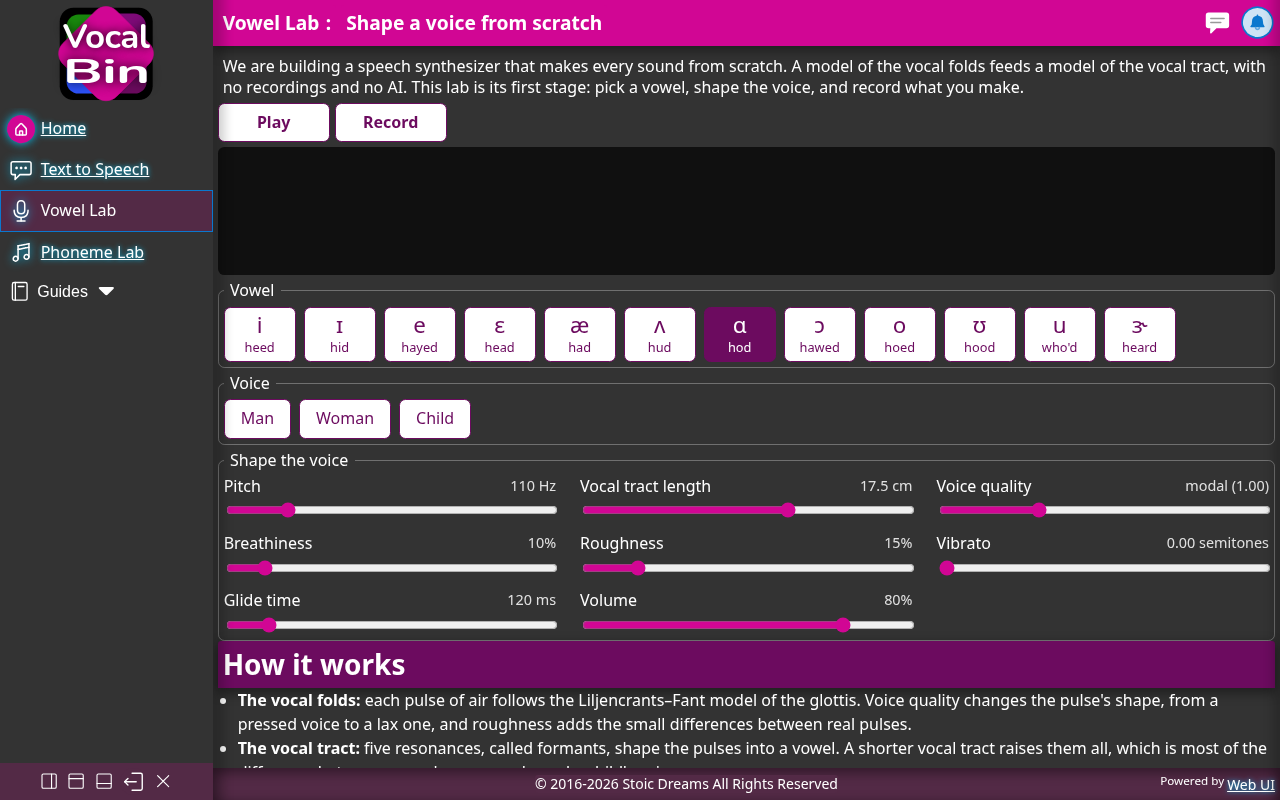 Vocal
Bin
Home
Text to Speech
Vowel Lab
Phoneme Lab
Guides
Vowel Lab : Shape a voice from scratch
We are building a speech synthesizer that makes every sound from scratch. A model of the vocal folds feeds a model of the vocal tract, with
no recordings and no AI. This lab is its first stage: pick a vowel, shape the voice, and record what you make.
Play Record
Vowel
i ɪ e ɛ æ ʌ ɑ ɔ o ʊ u ɝ
heed hid hayed head had hud hod hawed hoed hood who'd heard
Voice
Man Woman Child
Shape the voice
Pitch 110 Hz Vocal tract length 17.5 cm Voice quality modal (1.00)
Breathiness 10% Roughness 15% Vibrato 0.00 semitones
Glide time 120 ms Volume 80%
How it works
• The vocal folds: each pulse of air follows the Liljencrants–Fant model of the glottis. Voice quality changes the pulse's shape, from a
pressed voice to a lax one, and roughness adds the small differences between real pulses.
• The vocal tract: five resonances, called formants, shape the pulses into a vowel. A shorter vocal tract raises them all, which is most of the
© 2016-2026 Stoic Dreams All Rights Reserved
Powered by Web UI